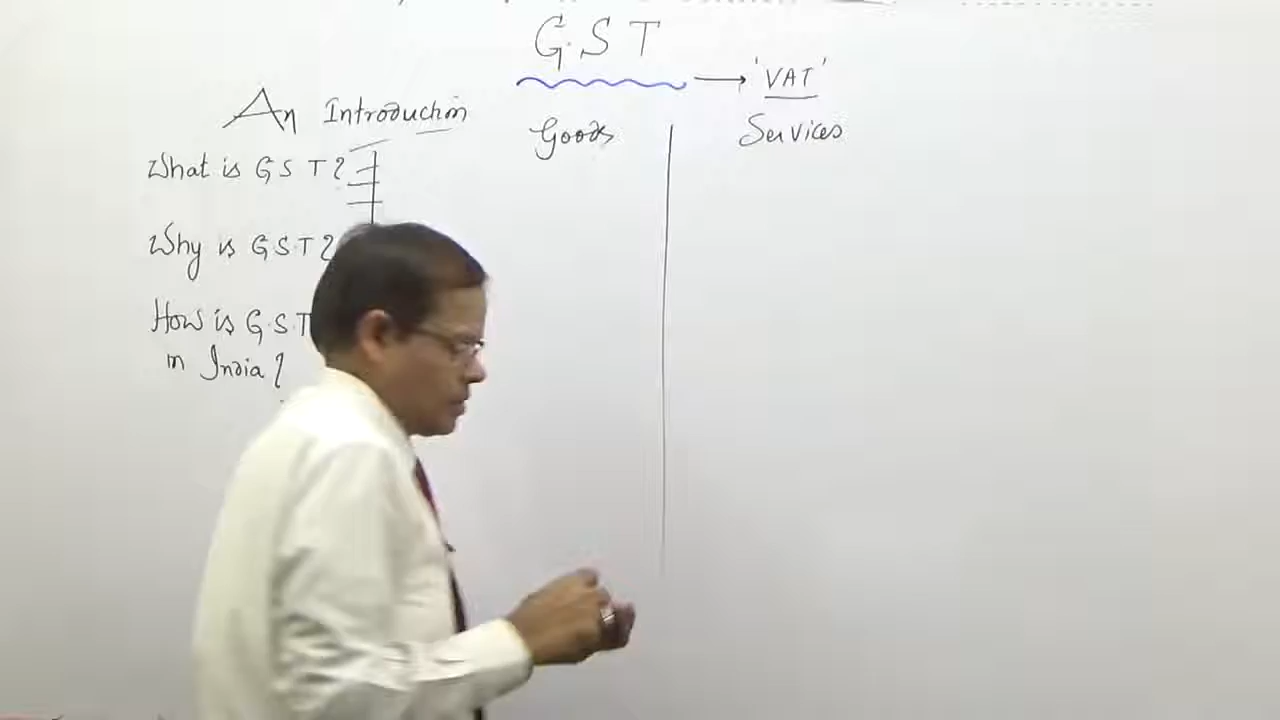 G.S T
'VAT'
An Introduction
Goods
Services
What is G S T?
Why is G.S.T?
How is G.S.T
in India?